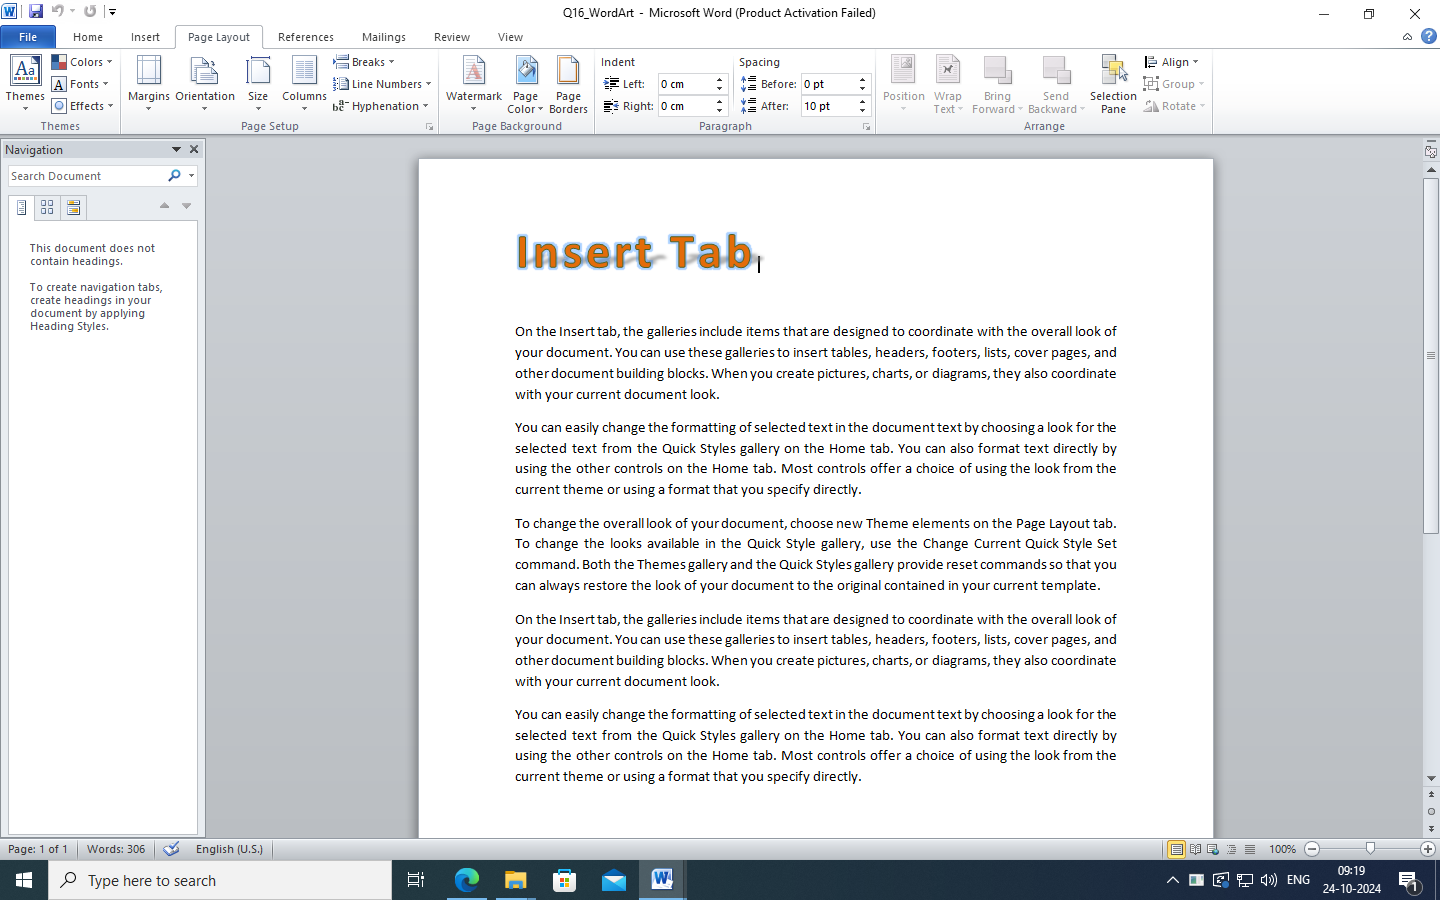 Q16_WordArt - Microsoft Word (Product Activation Failed)
File Home Insert Page Layout References Mailings Review View
Themes
Colors
Fonts
Effects
Themes
Margins
Orientation
Size
Columns
Breaks
Line Numbers
Hyphenation
Page Setup
Watermark
Page Color
Page Borders
Page Background
Indent
Left: 0 cm
Right: 0 cm
Spacing
Before: 0 pt
After: 10 pt
Paragraph
Position
Wrap Text
Bring Forward
Send Backward
Selection Pane
Align
Group
Rotate
Arrange
Navigation
Search Document
This document does not
contain headings.
To create navigation tabs,
create headings in your
document by applying
Heading Styles.
Insert Tab
On the Insert tab, the galleries include items that are designed to coordinate with the overall look of
your document. You can use these galleries to insert tables, headers, footers, lists, cover pages, and
other document building blocks. When you create pictures, charts, or diagrams, they also coordinate
with your current document look.
You can easily change the formatting of selected text in the document text by choosing a look for the
selected text from the Quick Styles gallery on the Home tab. You can also format text directly by
using the other controls on the Home tab. Most controls offer a choice of using the look from the
current theme or using a format that you specify directly.
To change the overall look of your document, choose new Theme elements on the Page Layout tab.
To change the looks available in the Quick Style gallery, use the Change Current Quick Style Set
command. Both the Themes gallery and the Quick Styles gallery provide reset commands so that you
can always restore the look of your document to the original contained in your current template.
On the Insert tab, the galleries include items that are designed to coordinate with the overall look of
your document. You can use these galleries to insert tables, headers, footers, lists, cover pages, and
other document building blocks. When you create pictures, charts, or diagrams, they also coordinate
with your current document look.
You can easily change the formatting of selected text in the document text by choosing a look for the
selected text from the Quick Styles gallery on the Home tab. You can also format text directly by
using the other controls on the Home tab. Most controls offer a choice of using the look from the
current theme or using a format that you specify directly.
Page: 1 of 1 Words: 306 English (U.S.) 100%
Type here to search
ENG
09:19
24-10-2024
1